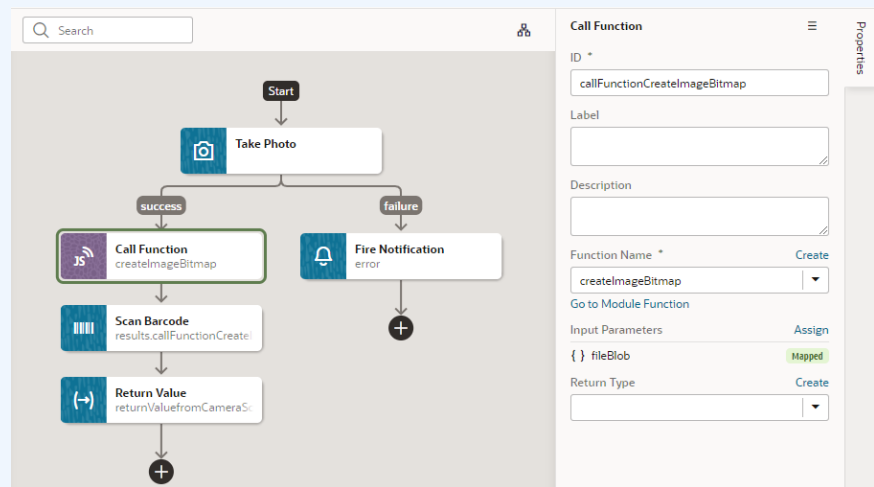 Search
Start
Take Photo
success
failure
Call Function
createImageBitmap
Fire Notification
error
Scan Barcode
results.callFunctionCreate
Return Value
returnValuefromCameraSc
JS
Call Function
ID *
callFunctionCreateImageBitmap
Label
Description
Function Name * Create
createImageBitmap
Go to Module Function
Input Parameters Assign
{ } fileBlob Mapped
Return Type Create
Properties